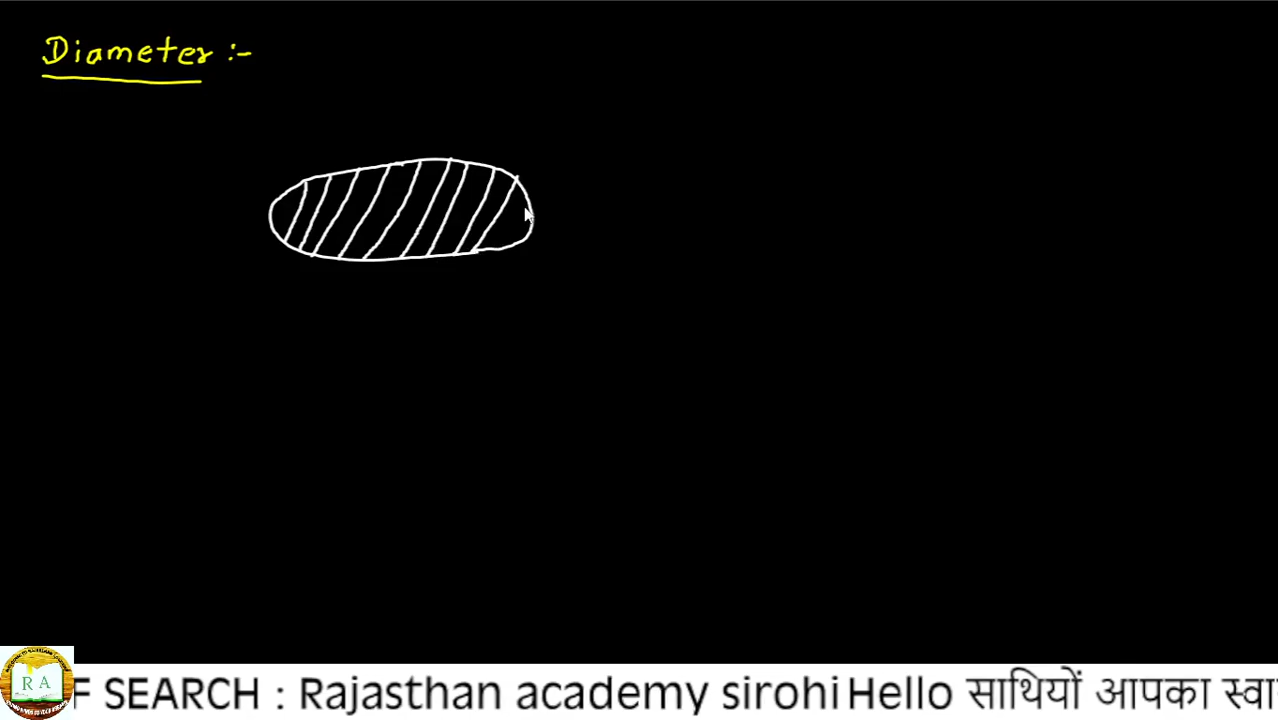 Diameter :-
R A
F SEARCH : Rajasthan academy sirohi Hello साथियों आपका स्वा